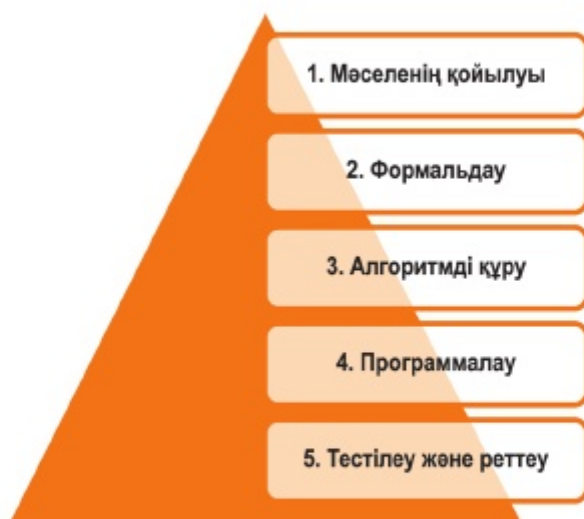 1. Мәселенің қойылуы
2. Формальдау
3. Алгоритмді құру
4. Программалау
5. Тестілеу және реттеу